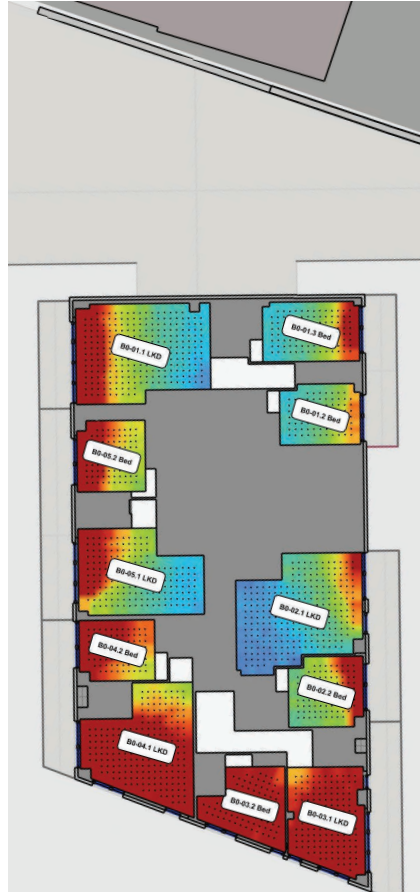 B0-01.1 LKD
B0-01.3 Bed
B0-01.2 Bed
B0-05.2 Bed
B0-05.1 LKD
B0-02.1 LKD
B0-04.2 Bed
B0-02.2 Bed
B0-04.1 LKD
B0-03.2 Bed
B0-03.1 LKD